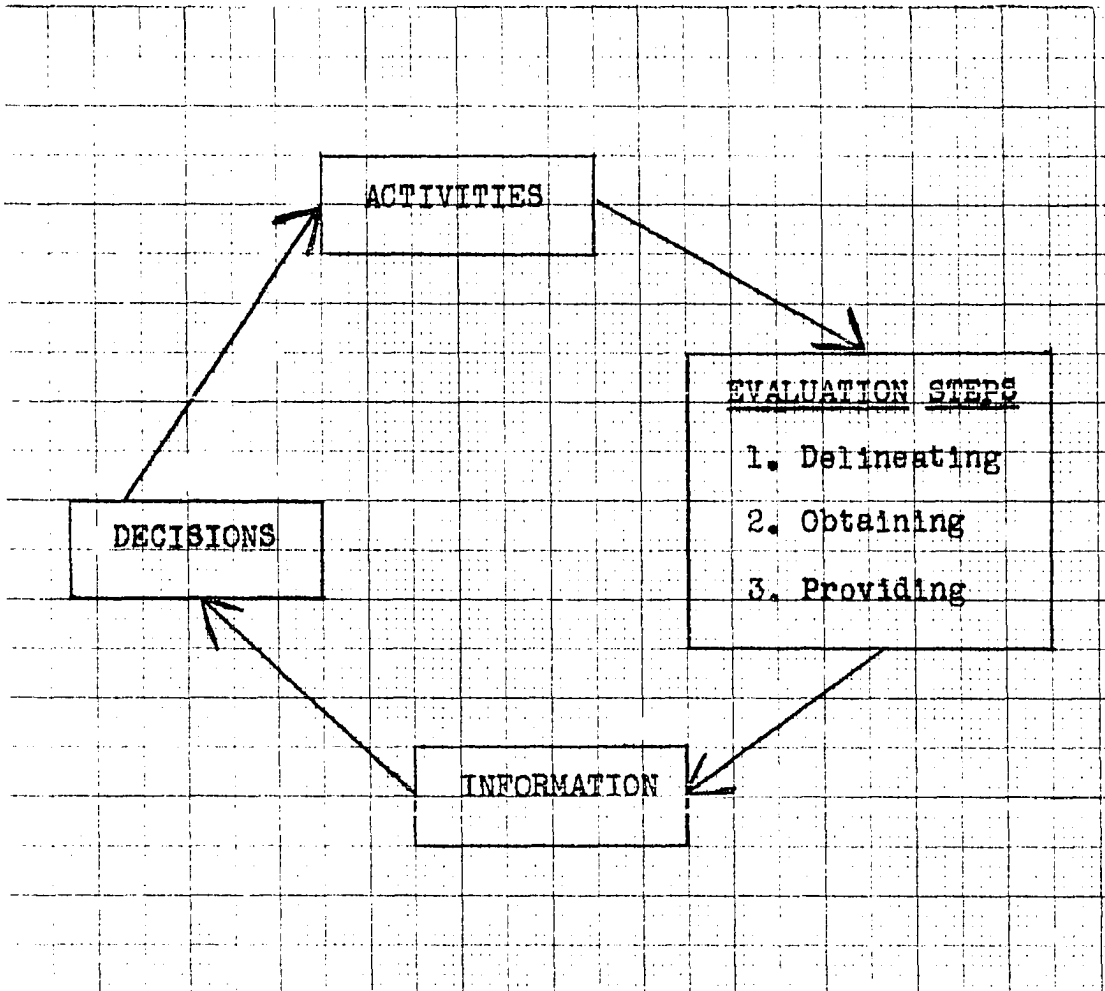 ACTIVITIES
EVALUATION STEPS
1. Delineating
2. Obtaining
3. Providing
DECISIONS
INFORMATION